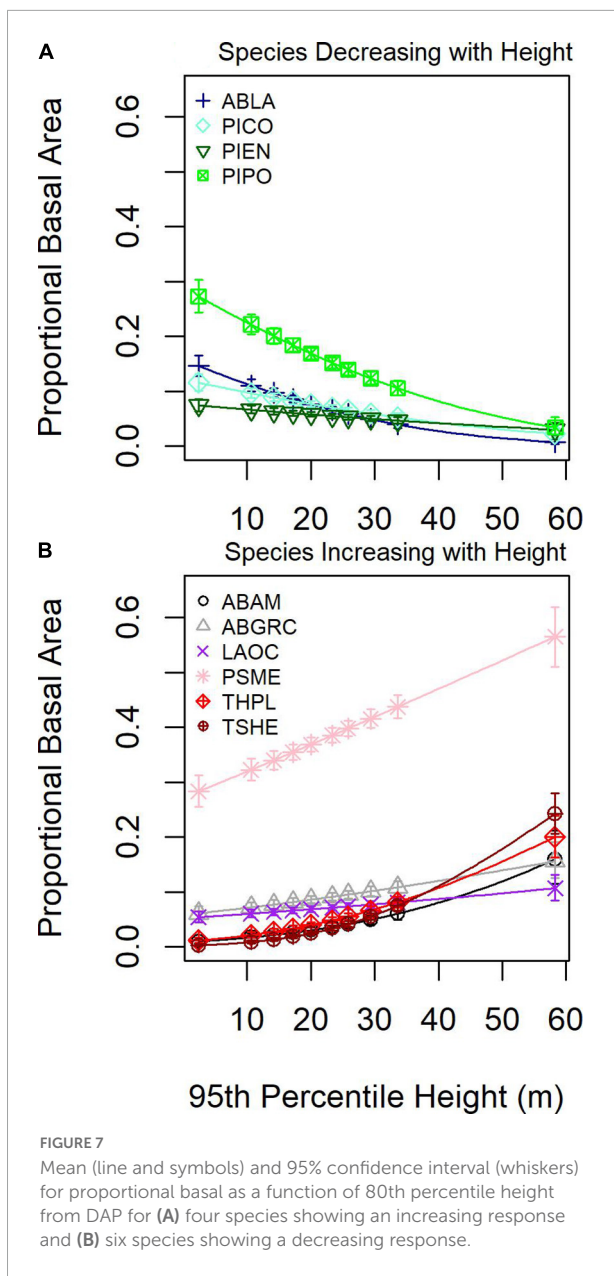 A
Species Decreasing with Height
Proportional Basal Area
0.6
0.4
0.2
0.0
ABLA
PICO
PIEN
PIPO
10 20 30 40 50 60
B
Species Increasing with Height
Proportional Basal Area
0.6
0.4
0.2
0.0
ABAM
ABGRC
LAOC
PSME
THPL
TSHE
10 20 30 40 50 60
95th Percentile Height (m)
FIGURE 7
Mean (line and symbols) and 95% confidence interval (whiskers)
for proportional basal as a function of 80th percentile height
from DAP for (A) four species showing an increasing response
and (B) six species showing a decreasing response.